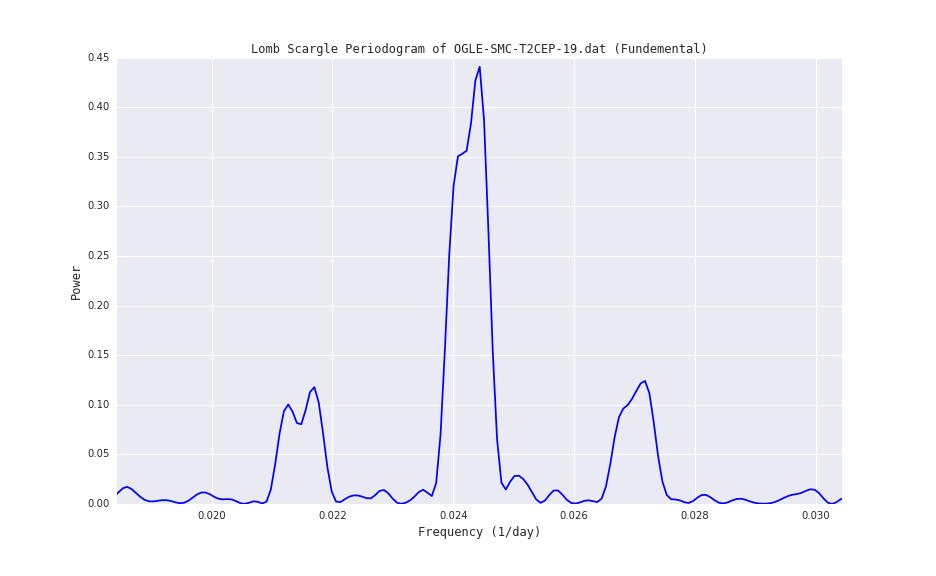 Lomb Scargle Periodogram of OGLE-SMC-T2CEP-19.dat (Fundemental)
0.45
0.40
0.35
0.30
0.25
0.20
0.15
0.10
0.05
0.00
Power
0.020 0.022 0.024 0.026 0.028 0.030
Frequency (1/day)